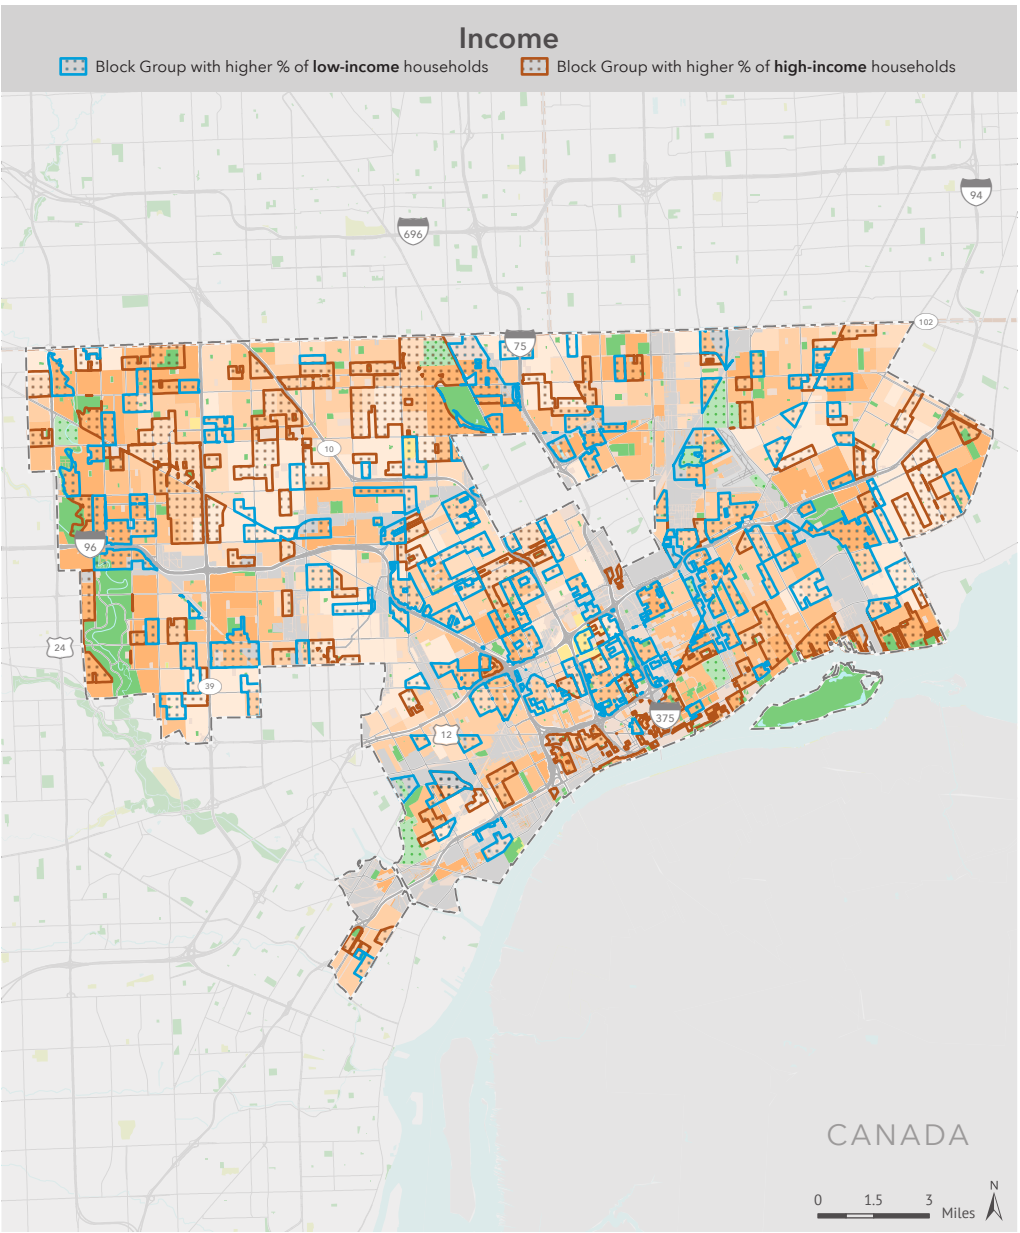 Income
Block Group with higher % of low-income households
Block Group with higher % of high-income households
94
696
102
75
10
96
24
39
375
12
CANADA
0 1.5 3 Miles
N